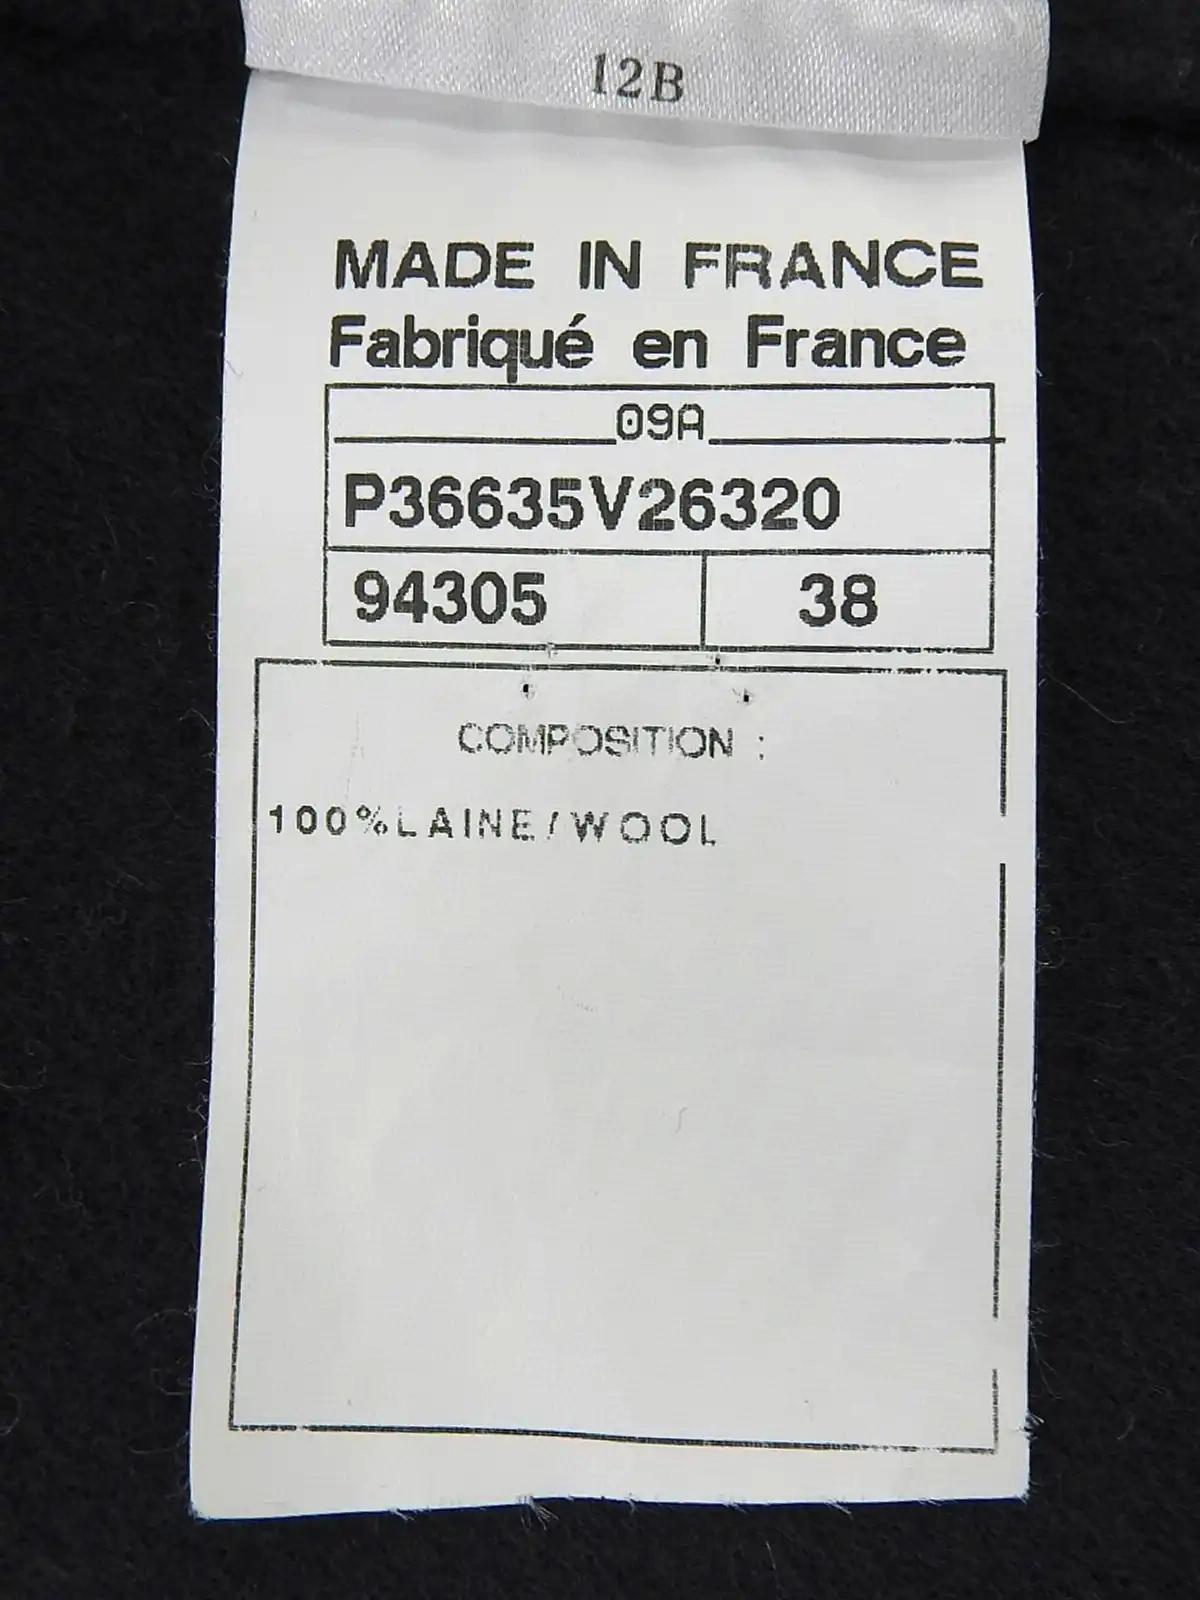 12B
MADE IN FRANCE
Fabriqué en France
09A
P36635V26320
94305 38
COMPOSITION :
100%LAINE/WOOL